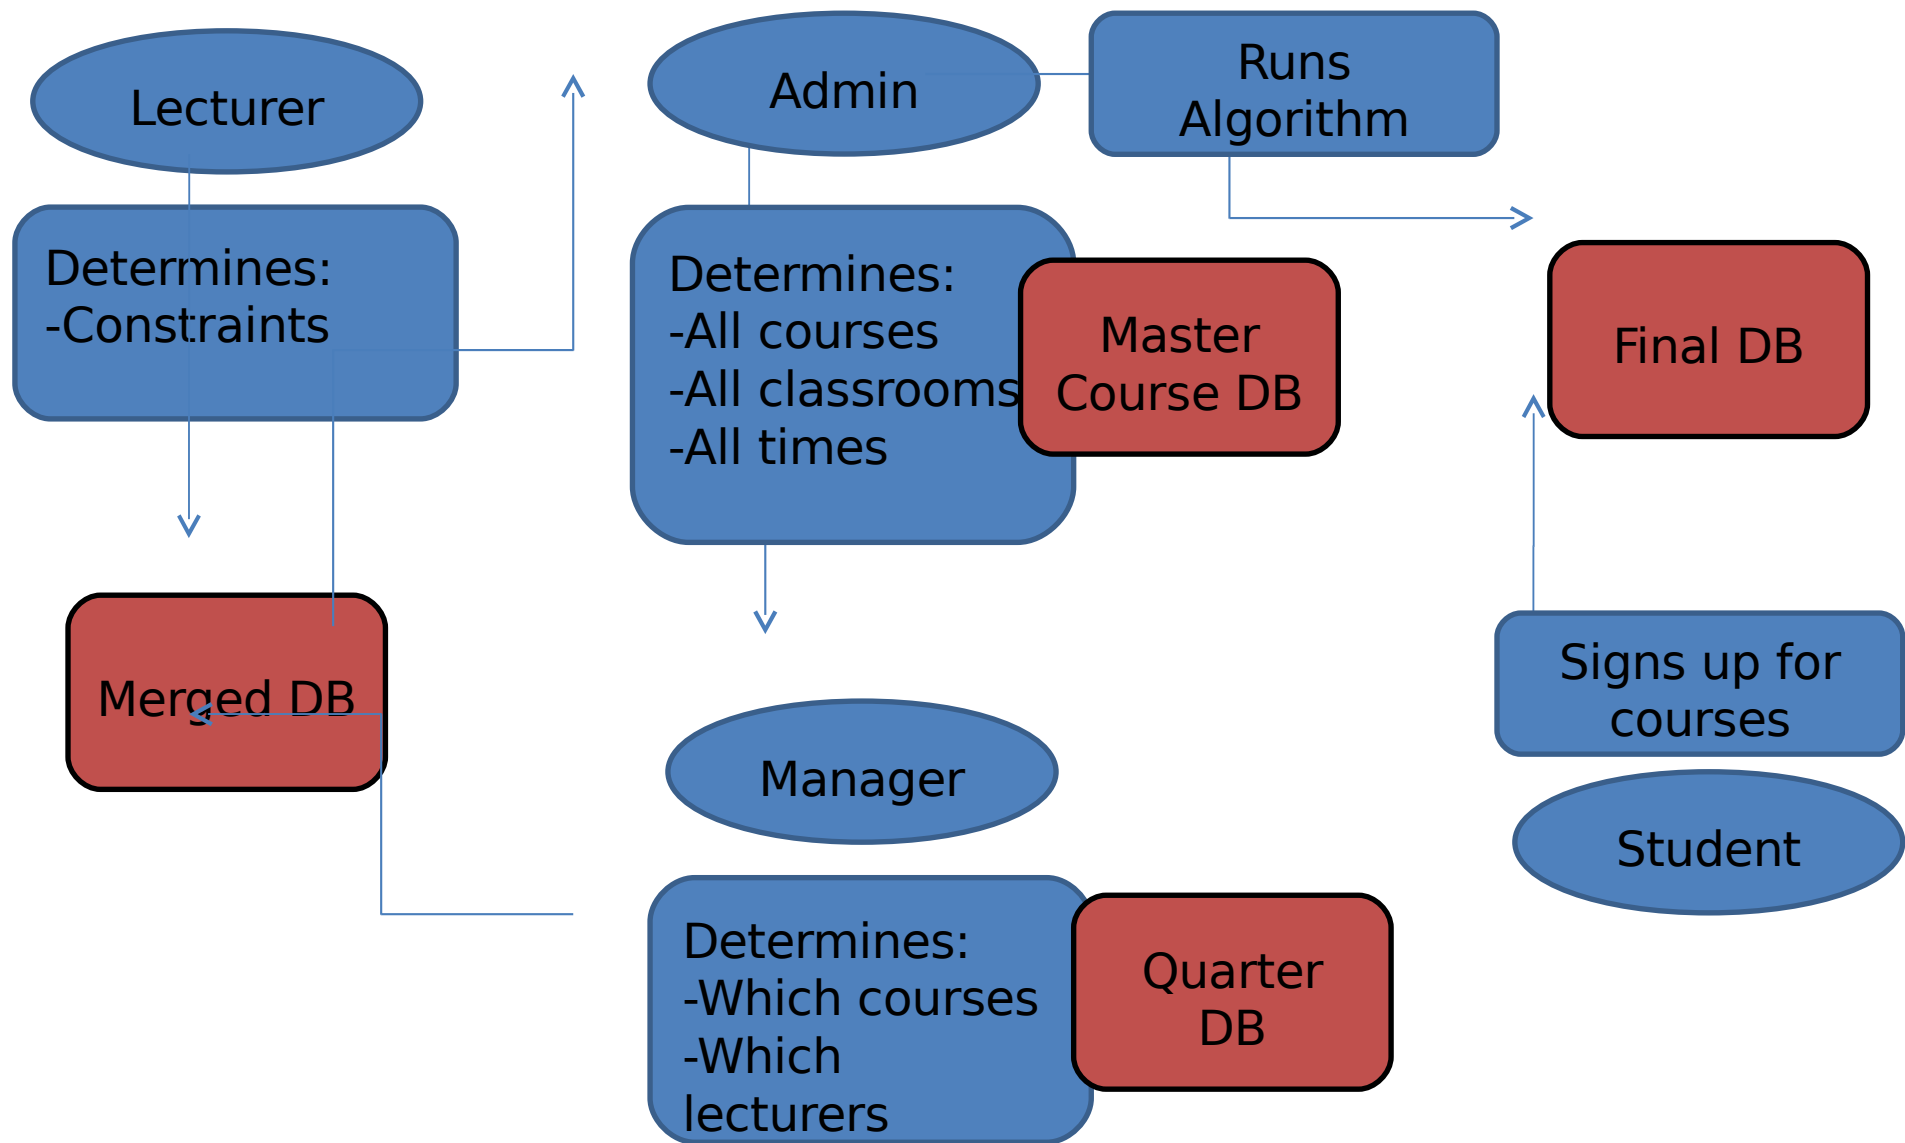 Lecturer
Determines:
-Constraints
Merged DB
Admin
Runs
Algorithm
Determines:
-All courses
-All classrooms
-All times
Master
Course DB
Final DB
Manager
Determines:
-Which courses
-Which
lecturers
Quarter
DB
Signs up for
courses
Student